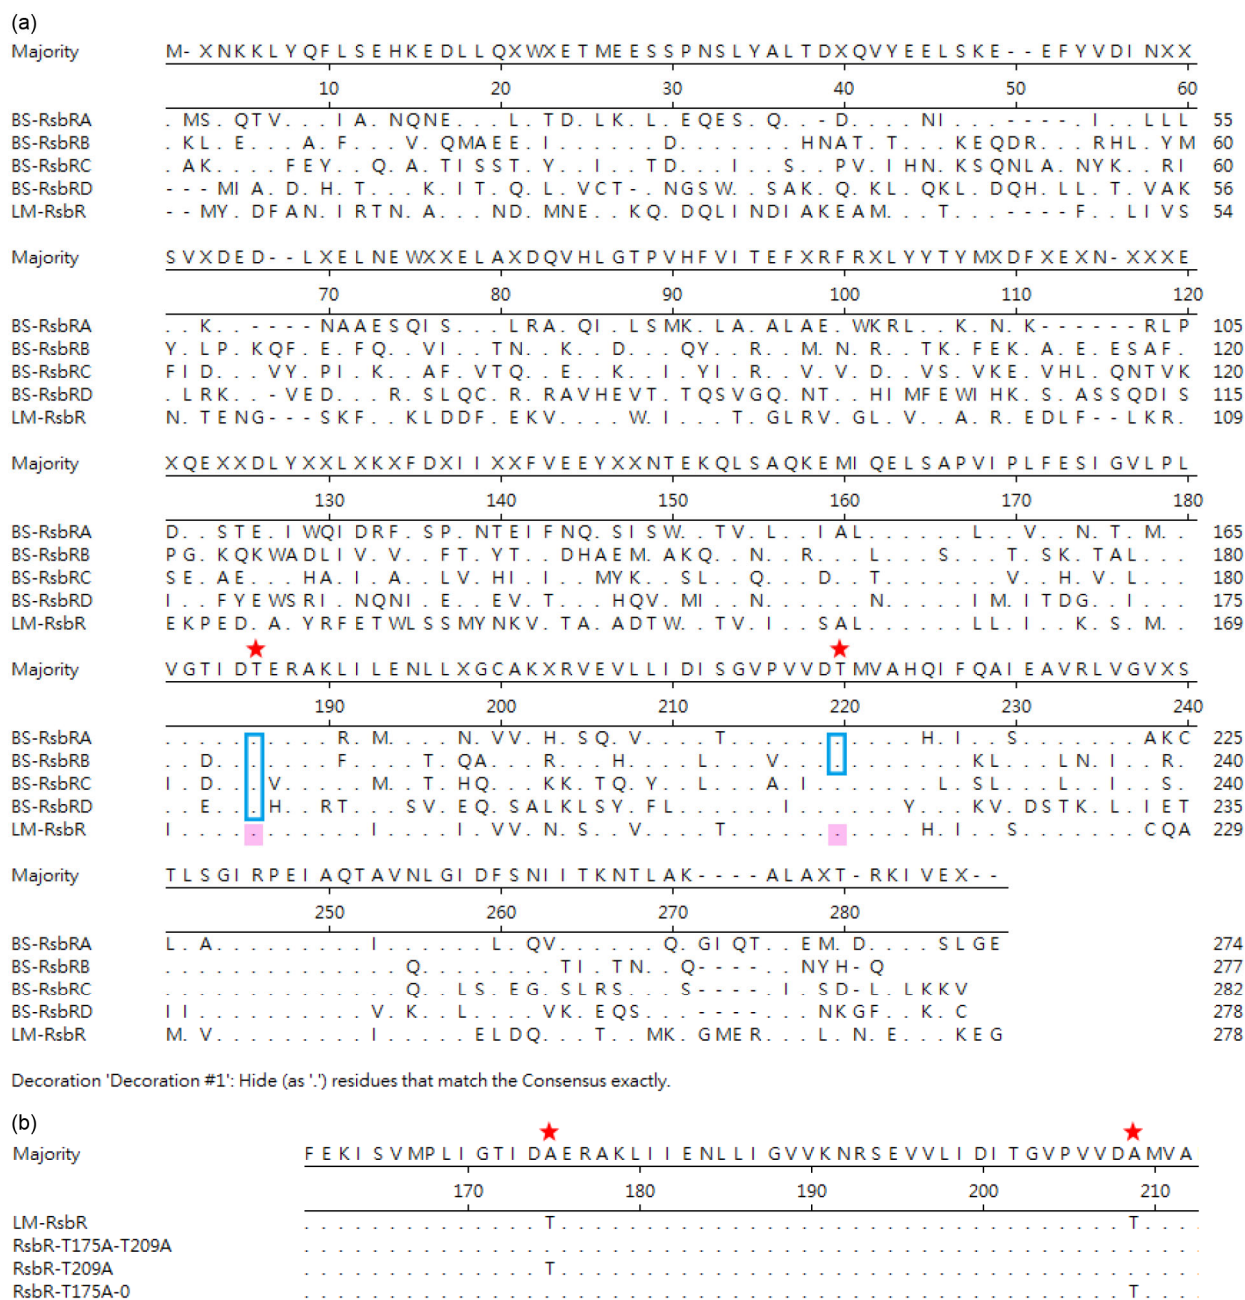 (a)
Majority M-XNKKLYQFLSEHKEDLLQXWXETMEESSPNSLYALTDXQVYEELSKE--EFYVDINXX
10 20 30 40 50 60
BS-RsbRA .MS.QTV...IA.NQNE...L.TD.LK.L.EQES.Q..-D....NI......----.I..LLL 55
BS-RsbRB .KL.E...A.F...V.QMAEE.I......D.......HNAT.T...KEQDR...RHL.YM 60
BS-RsbRC .AK....FEY...Q.A.TISST.Y...I...TD...I...S..PV.IHN.KSQNLA.NYK..RI 60
BS-RsbRD ---MIA.D.H.T...K.IT.Q.L.VCT-.NGSW..SAK.Q.KL.QKL.DQH.LL.T.VAK 56
LM-RsbR --MY.DFAN.IRTN.A...ND.MNE..KQ.DQLINDIAKEAM...T.....----.F..LIVS 54
Majority SVXDED--LXELNEWXXELAXDQVHLGTPVHFVITEFXRFRXLYYTYMXDFXEXN-XXXE
70 80 90 100 110 120
BS-RsbRA ..K..----NAAESQIS...LRA.QI.LSMK.LA.ALAE.WKRL..K.N.K------RLP 105
BS-RsbRB Y.LP.KQF.E.FQ..VI..TN..K..D...QY..R..M.N.R..TK.FEK.A.E.ESAF. 120
BS-RsbRC FID...VY.PI.K..AF.VTQ..E..K..I.YI.R..V.V.D..VS.VKE.VHL.QNTVK 120
BS-RsbRD .LRK..-VED...R.SLQC.R.RAVHEVT.TQSVGQ.NT..HIMFEWIHK.S.ASSQDIS 115
LM-RsbR N.TENG---SKF..KLDDF.EKV....W.I...T.GLRV.GL.V..A.R.EDLF--LKR. 109
Majority XQEXXDLYXXLXKXFDXIIXXFVEEYXXNTEKQLSAQKEMIQELSAPVIPLFESIGVLPL
130 140 150 160 170 180
BS-RsbRA D..STE.IWQIDRF.SP.NTEIFNQ.SISW..TV.L..IAL......L..V..N.T.M. 165
BS-RsbRB PG.KQKWADLIV.V..FT.YT..DHAEM.AKQ..N..R...L...S...T.SK.TAL... 180
BS-RsbRC SE.AE...HA.I.A..LV.HI.I...MYK..SL..Q...D.T.......V..H.V.L... 180
BS-RsbRD I..FYEWSRI.NQNI.E..EV.T...HQV.MI..N......N.....IM.ITDG..I... 175
LM-RsbR EKPED.A.YRFETWLSSMYNKV.TA.ADTW..TV.I..SAL......LL.I..K.S.M.. 169
Majority VGTIDTERAKLILENLLXGCAKXRVEVLLIDISGVPVVDTMVAHQIFQAIEAVRLVGVXS
190 200 210 220 230 240
BS-RsbRA ..........R.M....N.VV.H.SQ.V....T...........H.I..S.......AKC 225
BS-RsbRB ..D.......F....T.QA...R...H....L...V...........KL...LN.I..R. 240
BS-RsbRC I.D...V.....M..T.HQ...KK.TQ.Y...L...A.I.......L.SL...L..I..S. 240
BS-RsbRD ..E..H..RT...SV.EQ.SALKLSY.FL.......I......Y...KV.DSTK.L.IET 235
LM-RsbR I...........I....I.VV.N.S..V....T...........H.I..S.......CQA 229
Majority TLSGIRPEIAQTAVNLGIDFSNIITKNTLAK----ALAXT-RKIVEX--
250 260 270 280
BS-RsbRA L.A.........I......L.QV......Q.GIQT..EM.D....SLGE 274
BS-RsbRB ..............Q........TI.TN..Q----..NYH-Q 277
BS-RsbRC ..............Q..LS.EG.SLRS...S----.I.SD-L.LKKV 282
BS-RsbRD II..........V.K..L....VK.EQS...----..NKGF..K.C 278
LM-RsbR M.V.........I.....ELDQ...T..MK.GMER...L.N.E...KEG 278
Decoration 'Decoration #1': Hide (as '.') residues that match the Consensus exactly.
(b)
Majority FEKISVMPLIGTIDAERAKLIIENLLIGVVKNRSEVVLIDITGVPVVDAMVA
170 180 190 200 210
LM-RsbR ..............T.................................T...
RsbR-T175A-T209A ....................................................
RsbR-T209A ..............T.....................................
RsbR-T175A-0 ................................................T...